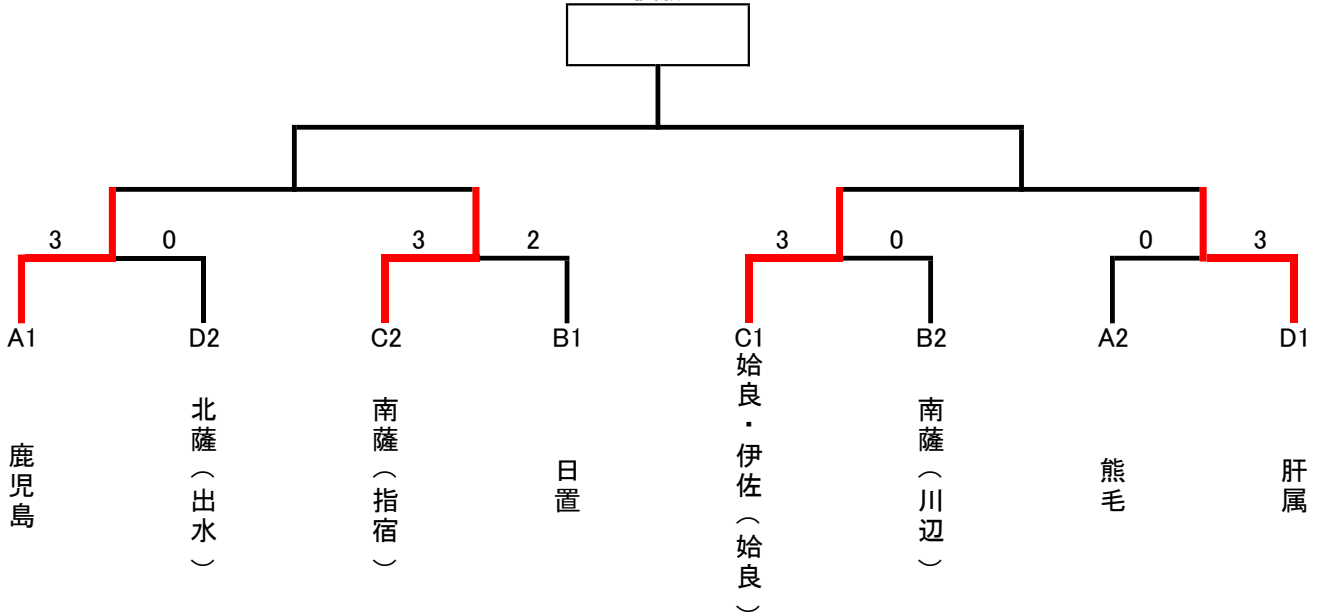 3 0 3 2 3 0 0 3
A1 D2 C2 B1 C1 B2 A2 D1
鹿児島
北薩（出水）
南薩（指宿）
日置
姶良・伊佐（姶良）
南薩（川辺）
熊毛
肝属